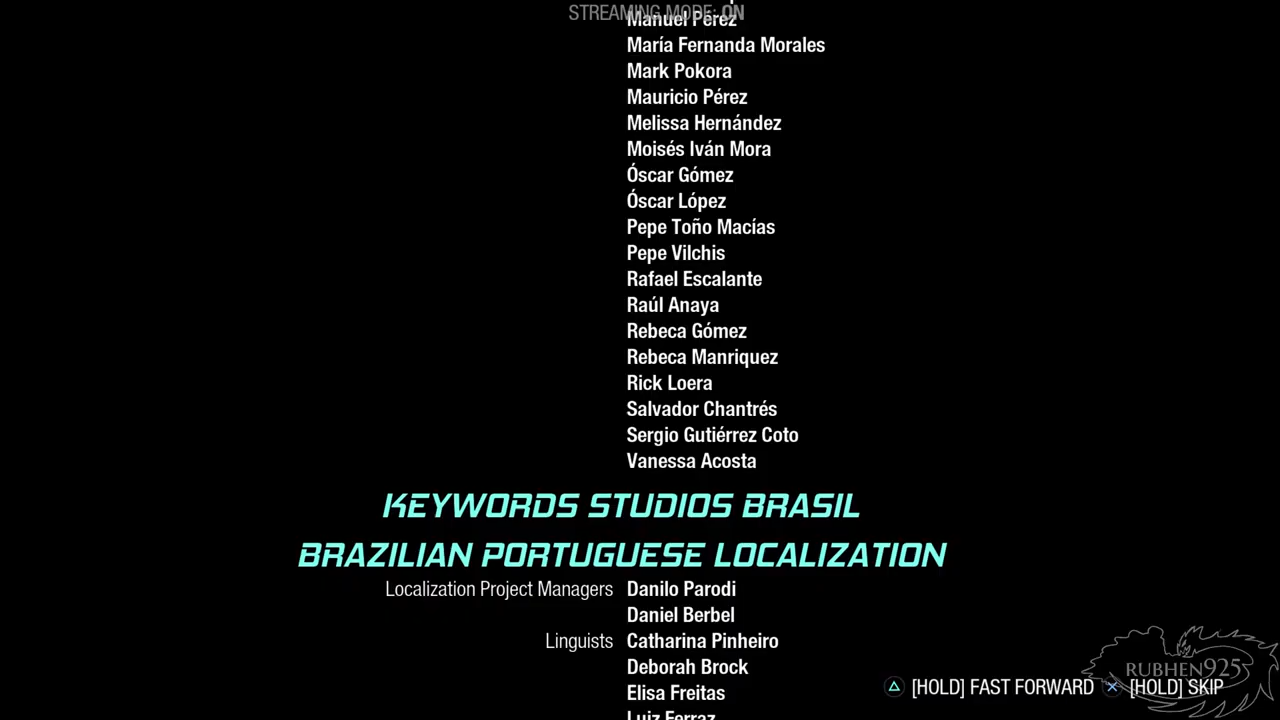 STREAMING MODE: ON
Manuel Pérez
María Fernanda Morales
Mark Pokora
Mauricio Pérez
Melissa Hernández
Moisés Iván Mora
Óscar Gómez
Óscar López
Pepe Toño Macías
Pepe Vilchis
Rafael Escalante
Raúl Anaya
Rebeca Gómez
Rebeca Manriquez
Rick Loera
Salvador Chantrés
Sergio Gutiérrez Coto
Vanessa Acosta
KEYWORDS STUDIOS BRASIL
BRAZILIAN PORTUGUESE LOCALIZATION
Localization Project Managers Danilo Parodi
Daniel Berbel
Linguists Catharina Pinheiro
Deborah Brock
Elisa Freitas
Luiz Ferraz
RUBHEN925
[HOLD] FAST FORWARD [HOLD] SKIP